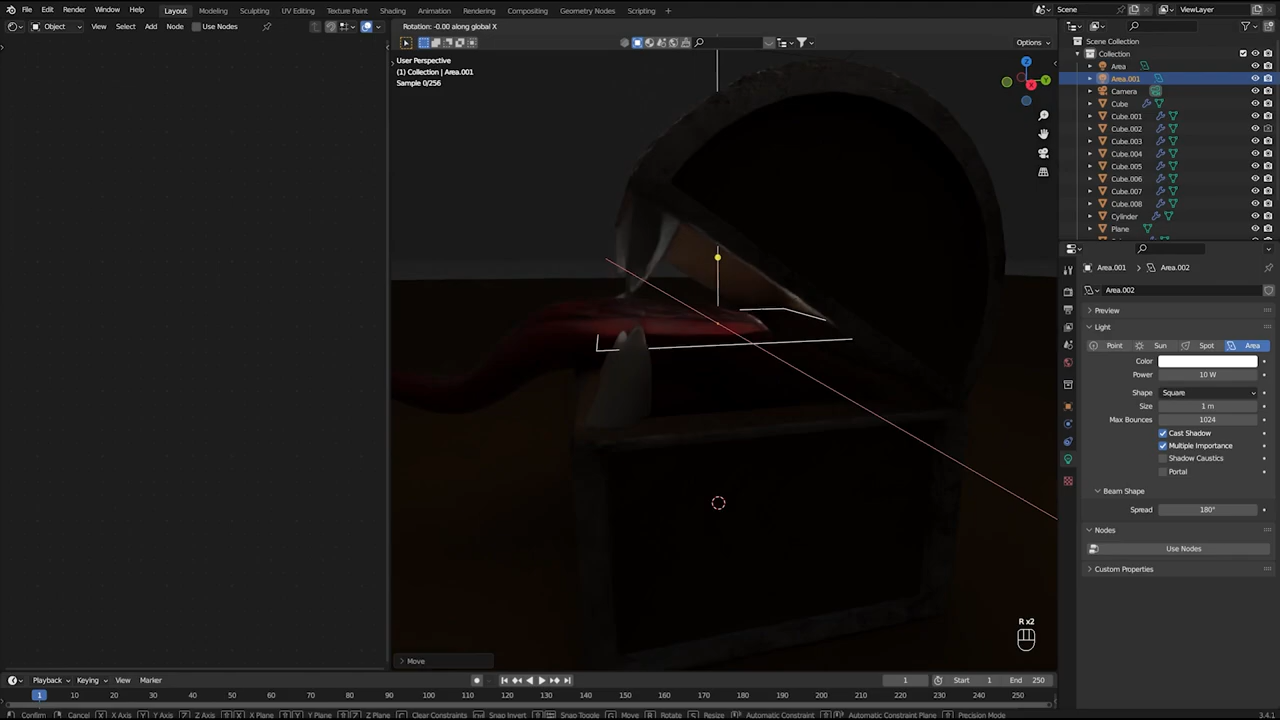 File Edit Render Window Help Layout Modeling Sculpting UV Editing Texture Paint Shading Animation Rendering Compositing Geometry Nodes Scripting Scene ViewLayer
Object View Select Add Node Use Nodes
Rotation: -0.00 along global X
Options
User Perspective
(1) Collection | Area.001
Sample 0/256
Z
Y
X
Scene Collection
Collection
Area
Area.001
Camera
Cube
Cube.001
Cube.002
Cube.003
Cube.004
Cube.005
Cube.006
Cube.007
Cube.008
Cylinder
Plane
Area.001 > Area.002
Area.002
Preview
Light
Point Sun Spot Area
Color
Power 10 W
Shape Square
Size 1 m
Max Bounces 1024
Cast Shadow
Multiple Importance
Shadow Caustics
Portal
Beam Shape
Spread 180°
Nodes
Use Nodes
Custom Properties
R x2
Move
Playback Keying View Marker 1 Start 1 End 250
1 10 20 30 40 50 60 70 80 90 100 110 120 130 140 150 160 170 180 190 200 210 220 230 240 250
Confirm Cancel X X Axis Y Y Axis Z Z Axis X X Plane Y Y Plane Z Z Plane C Clear Constraints Snap Invert Snap Toggle G Move R Rotate S Resize Automatic Constraint Automatic Constraint Plane Precision Mode
3.4.1